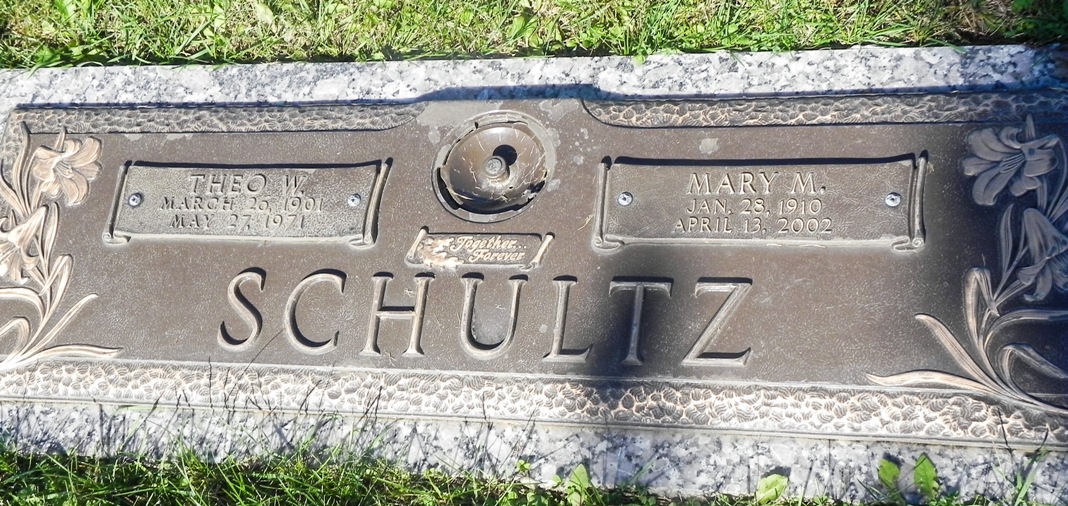 THEO W.
MARCH 26, 1901
MAY 27, 1971
MARY M.
JAN. 28, 1910
APRIL 13, 2002
Together...
Forever
SCHULTZ